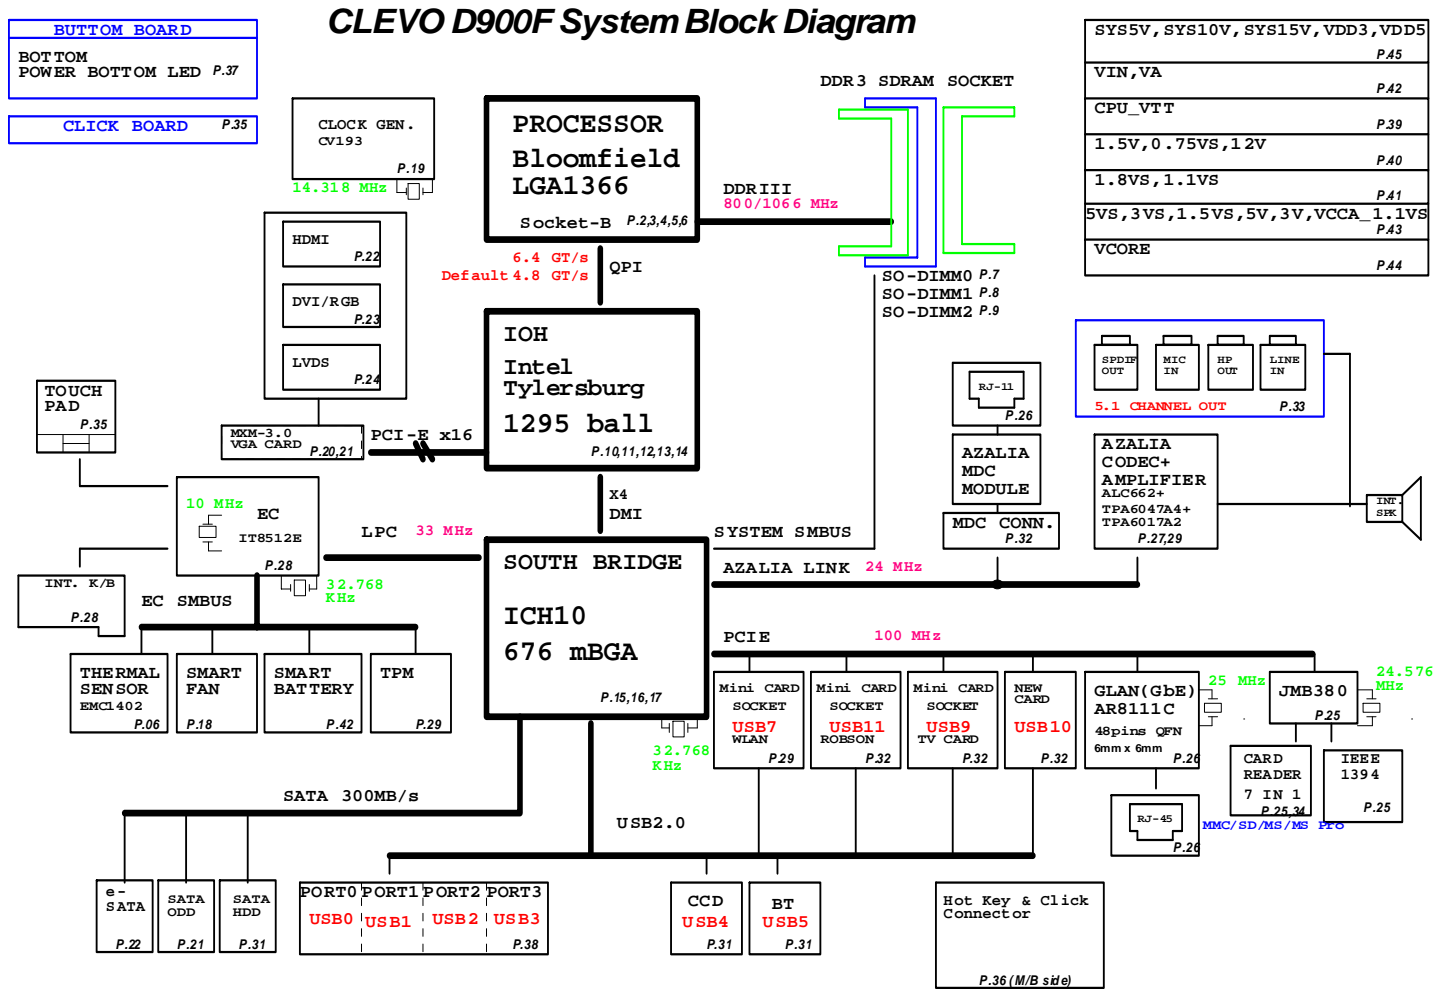 CLEVO D900F System Block Diagram
BUTTOM BOARD
BOTTOM
POWER BOTTOM LED P.37
CLICK BOARD P.35
CLOCK GEN.
CV193
P.19
14.318 MHz
HDMI
P.22
DVI/RGB
P.23
LVDS
P.24
MXM-3.0
VGA CARD
P.20,21
PCI-E x16
PROCESSOR
Bloomfield
LGA1366
Socket-B P.2,3,4,5,6
6.4 GT/s
Default 4.8 GT/s
QPI
DDRIII
800/1066 MHz
DDR3 SDRAM SOCKET
SO-DIMM0 P.7
SO-DIMM1 P.8
SO-DIMM2 P.9
SYS5V,SYS10V,SYS15V,VDD3,VDD5
P.45
VIN,VA
P.42
CPU_VTT
P.39
1.5V,0.75VS,12V
P.40
1.8VS,1.1VS
P.41
5VS,3VS,1.5VS,5V,3V,VCCA_1.1VS
P.43
VCORE
P.44
IOH
Intel
Tylersburg
1295 ball
P.10,11,12,13,14
X4
DMI
SPDIF
OUT
MIC
IN
HP
OUT
LINE
IN
5.1 CHANNEL OUT
P.33
RJ-11
P.26
AZALIA
MDC
MODULE
MDC CONN.
P.32
AZALIA
CODEC+
AMPLIFIER
ALC662+
TPA6047A4+
TPA6017A2
P.27,29
INT.
SPK
TOUCH
PAD
P.35
10 MHz
EC
IT8512E
P.28
32.768
KHz
LPC 33 MHz
INT. K/B
P.28
EC SMBUS
THERMAL
SENSOR
EMC1402
P.06
SMART
FAN
P.18
SMART
BATTERY
P.42
TPM
P.29
SOUTH BRIDGE
ICH10
676 mBGA
P.15,16,17
32.768
KHz
SYSTEM SMBUS
AZALIA LINK 24 MHz
PCIE
100 MHz
Mini CARD
SOCKET
USB7
WLAN
P.29
Mini CARD
SOCKET
USB11
ROBSON
P.32
Mini CARD
SOCKET
USB9
TV CARD
P.32
NEW
CARD
USB10
P.32
GLAN(GbE)
AR8111C
48pins QFN
6mm x 6mm
P.26
25 MHz
RJ-45
P.26
JMB380
P.25
24.576
MHz
CARD
READER
7 IN 1
P.25,34
MMC/SD/MS/MS Pro
IEEE
1394
P.25
SATA 300MB/s
USB2.0
e-
SATA
P.22
SATA
ODD
P.21
SATA
HDD
P.31
PORT0 PORT1 PORT2 PORT3
USB0 USB1 USB2 USB3
P.38
CCD
USB4
P.31
BT
USB5
P.31
Hot Key & Click
Connector
P.36 (M/B side)